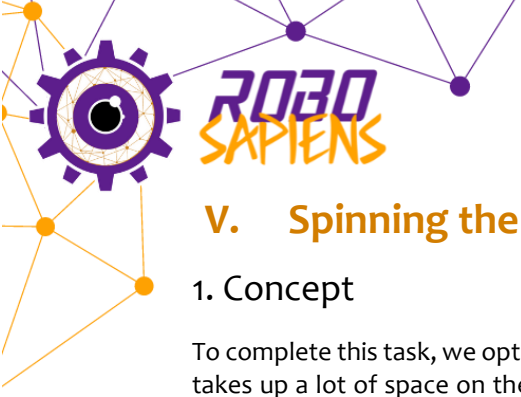 ROBO
SAPIENS
V. Spinning the
1. Concept
To complete this task, we opt
takes up a lot of space on the